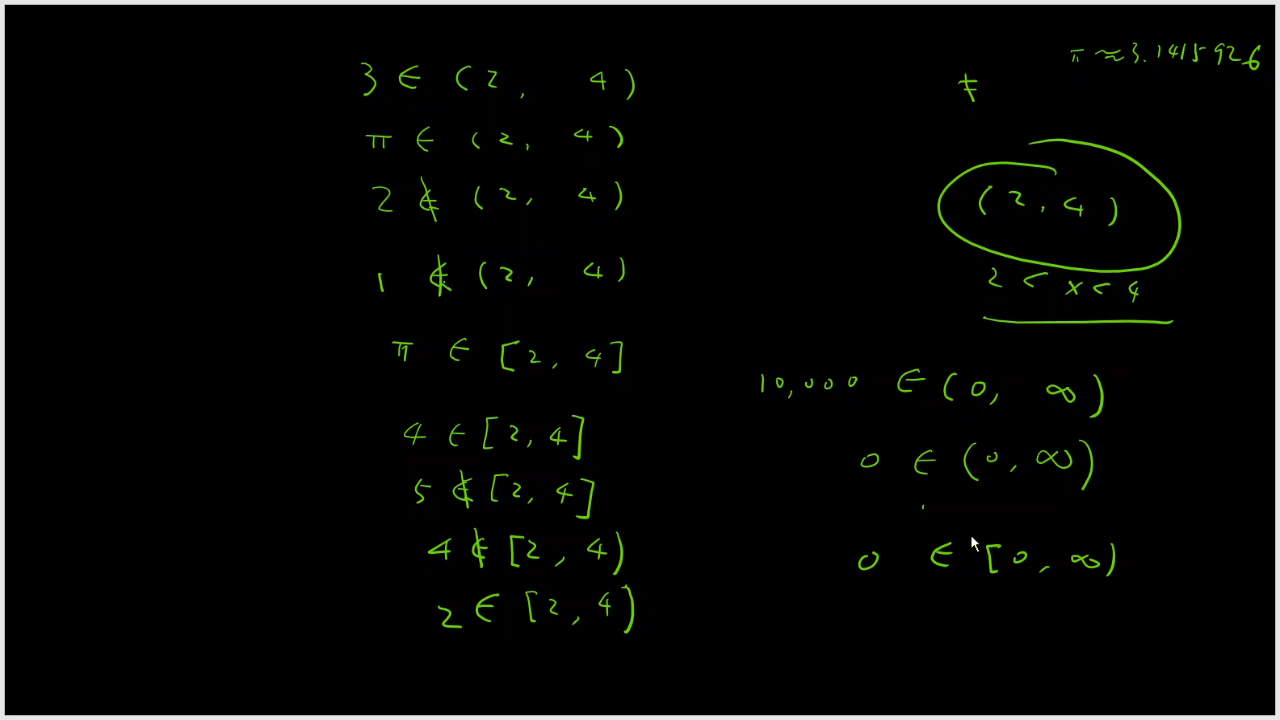 3 ∈ (2, 4)
π ∈ (2, 4)
2 ∉ (2, 4)
1 ∉ (2, 4)
π ∈ [2, 4]
4 ∈ [2, 4]
5 ∉ [2, 4]
4 ∉ [2, 4)
2 ∈ [2, 4)
π ≈ 3.1415926
≠
(2, 4)
2 < x < 4
10,000 ∈ (0, ∞)
0 ∈ (0, ∞)
0 ∈ [0, ∞)